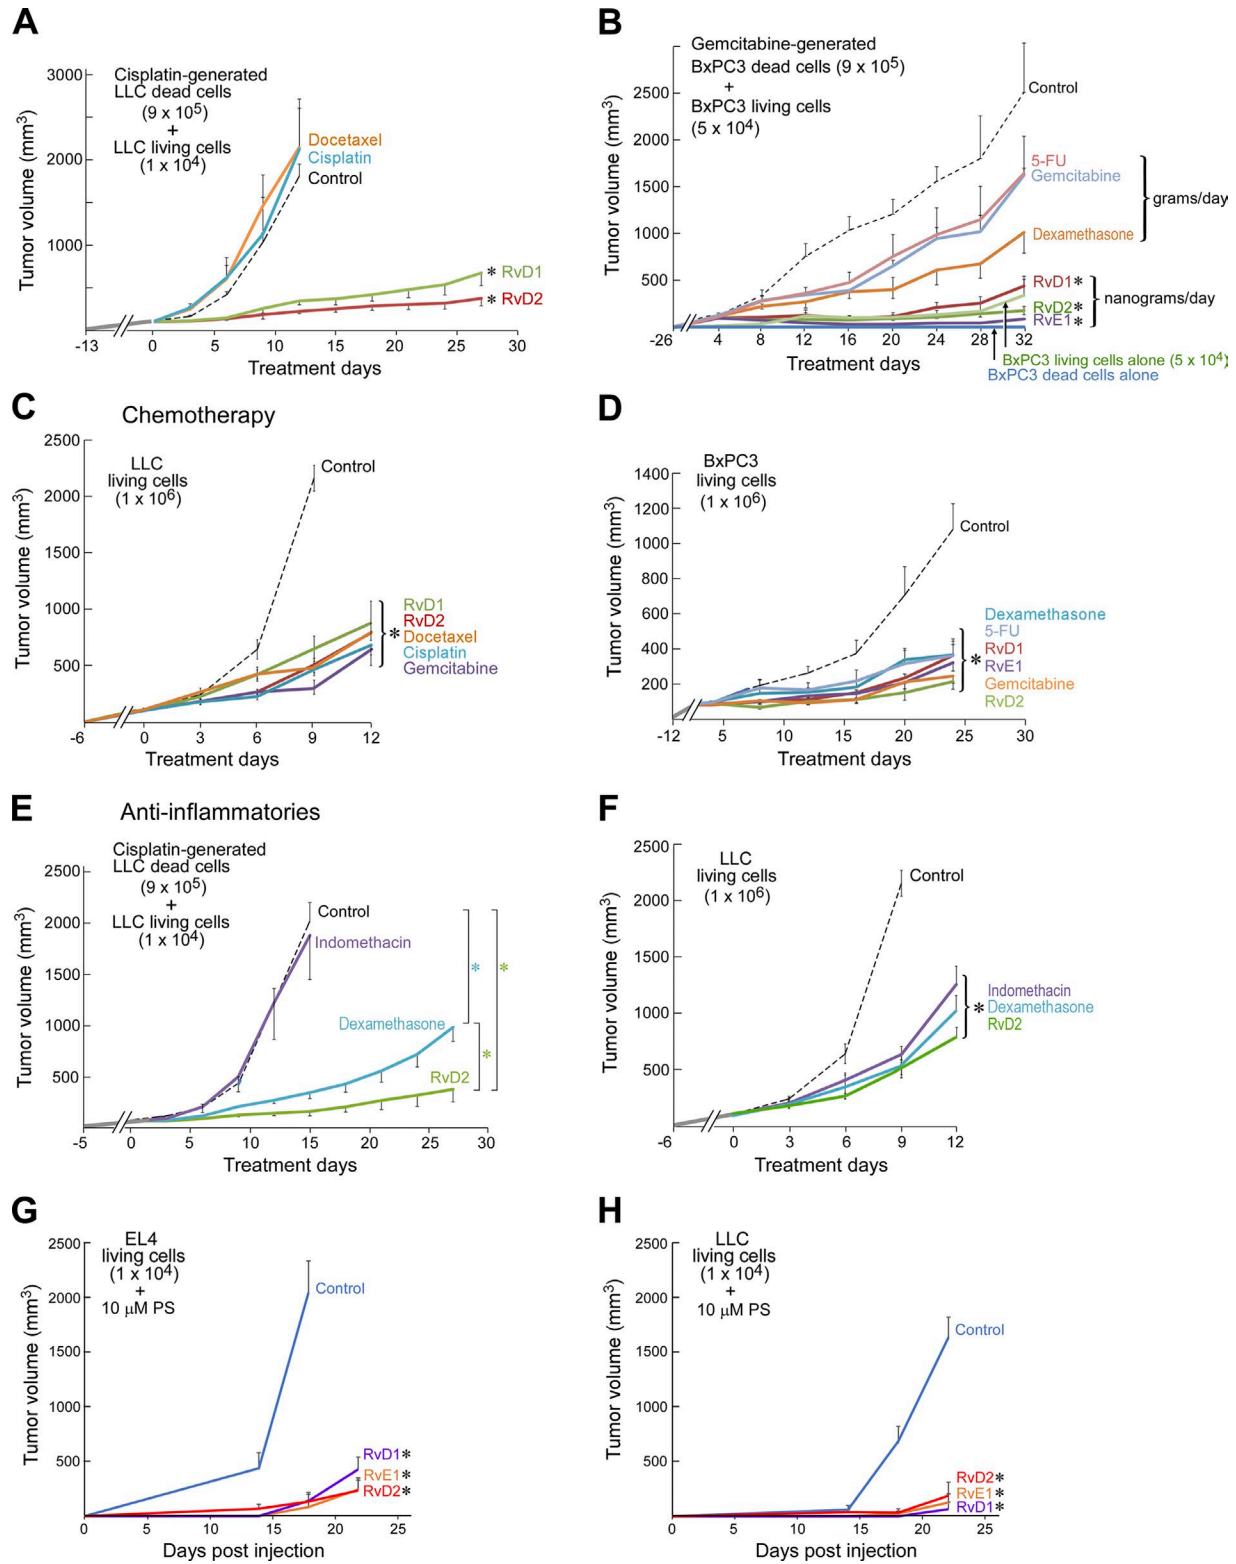 A
Cisplatin-generated
LLC dead cells
(9 x 10⁵)
+
LLC living cells
(1 x 10⁴)
3000
2000
1000
Tumor volume (mm³)
Docetaxel
Cisplatin
Control
* RvD1
* RvD2
-13 0 5 10 15 20 25 30
Treatment days
B
Gemcitabine-generated
BxPC3 dead cells (9 x 10⁵)
+
BxPC3 living cells
(5 x 10⁴)
2500
2000
1500
1000
500
Tumor volume (mm³)
Control
5-FU
Gemcitabine
grams/day
Dexamethasone
RvD1*
RvD2*
RvE1*
nanograms/day
-26 4 8 12 16 20 24 28 32
Treatment days
BxPC3 living cells alone (5 x 10⁴)
BxPC3 dead cells alone
C
Chemotherapy
LLC
living cells
(1 x 10⁶)
2500
2000
1500
1000
500
Tumor volume (mm³)
Control
RvD1
RvD2
* Docetaxel
Cisplatin
Gemcitabine
-6 0 3 6 9 12
Treatment days
D
BxPC3
living cells
(1 x 10⁶)
1400
1200
1000
800
600
400
200
Tumor volume (mm³)
Control
Dexamethasone
5-FU
RvD1
* RvE1
Gemcitabine
RvD2
-12 5 10 15 20 25 30
Treatment days
E
Anti-inflammatories
Cisplatin-generated
LLC dead cells
(9 x 10⁵)
+
LLC living cells
(1 x 10⁴)
2500
2000
1500
1000
500
Tumor volume (mm³)
Control
Indomethacin
* *
Dexamethasone
*
RvD2
-5 0 5 10 15 20 25 30
Treatment days
F
LLC
living cells
(1 x 10⁶)
2500
2000
1500
1000
500
Tumor volume (mm³)
Control
Indomethacin
* Dexamethasone
RvD2
-6 0 3 6 9 12
Treatment days
G
EL4
living cells
(1 x 10⁴)
+
10 μM PS
2500
2000
1500
1000
500
Tumor volume (mm³)
Control
RvD1*
RvE1*
RvD2*
0 5 10 15 20 25
Days post injection
H
LLC
living cells
(1 x 10⁴)
+
10 μM PS
2500
2000
1500
1000
500
Tumor volume (mm³)
Control
RvD2*
RvE1*
RvD1*
0 5 10 15 20 25
Days post injection